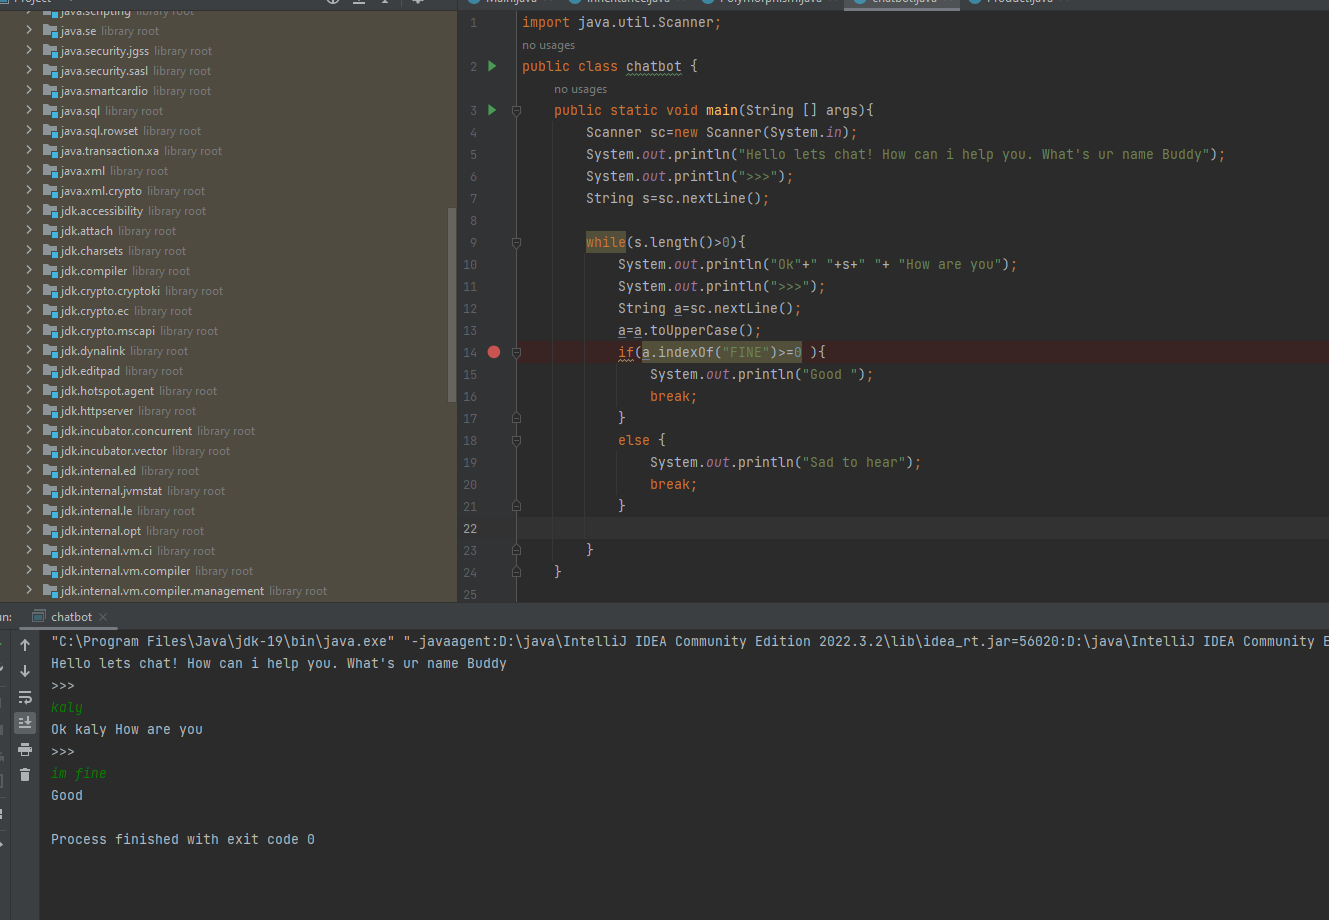 Project
java.scripting library root
java.se library root
java.security.jgss library root
java.security.sasl library root
java.smartcardio library root
java.sql library root
java.sql.rowset library root
java.transaction.xa library root
java.xml library root
java.xml.crypto library root
jdk.accessibility library root
jdk.attach library root
jdk.charsets library root
jdk.compiler library root
jdk.crypto.cryptoki library root
jdk.crypto.ec library root
jdk.crypto.mscapi library root
jdk.dynalink library root
jdk.editpad library root
jdk.hotspot.agent library root
jdk.httpserver library root
jdk.incubator.concurrent library root
jdk.incubator.vector library root
jdk.internal.ed library root
jdk.internal.jvmstat library root
jdk.internal.le library root
jdk.internal.opt library root
jdk.internal.vm.ci library root
jdk.internal.vm.compiler library root
jdk.internal.vm.compiler.management library root
Main.java Inheritance.java Polymorphism.java chatbot.java Product.java
1 import java.util.Scanner;
no usages
2 public class chatbot {
no usages
3 public static void main(String [] args){
4 Scanner sc=new Scanner(System.in);
5 System.out.println("Hello lets chat! How can i help you. What's ur name Buddy");
6 System.out.println(">>>");
7 String s=sc.nextLine();
8
9 while(s.length()>0){
10 System.out.println("Ok"+" "+s+" "+ "How are you");
11 System.out.println(">>>");
12 String a=sc.nextLine();
13 a=a.toUpperCase();
14 if(a.indexOf("FINE")>=0 ){
15 System.out.println("Good ");
16 break;
17 }
18 else {
19 System.out.println("Sad to hear");
20 break;
21 }
22
23 }
24 }
25
un: chatbot
"C:\Program Files\Java\jdk-19\bin\java.exe" "-javaagent:D:\java\IntelliJ IDEA Community Edition 2022.3.2\lib\idea_rt.jar=56020:D:\java\IntelliJ IDEA Community E
Hello lets chat! How can i help you. What's ur name Buddy
>>>
kaly
Ok kaly How are you
>>>
im fine
Good
Process finished with exit code 0